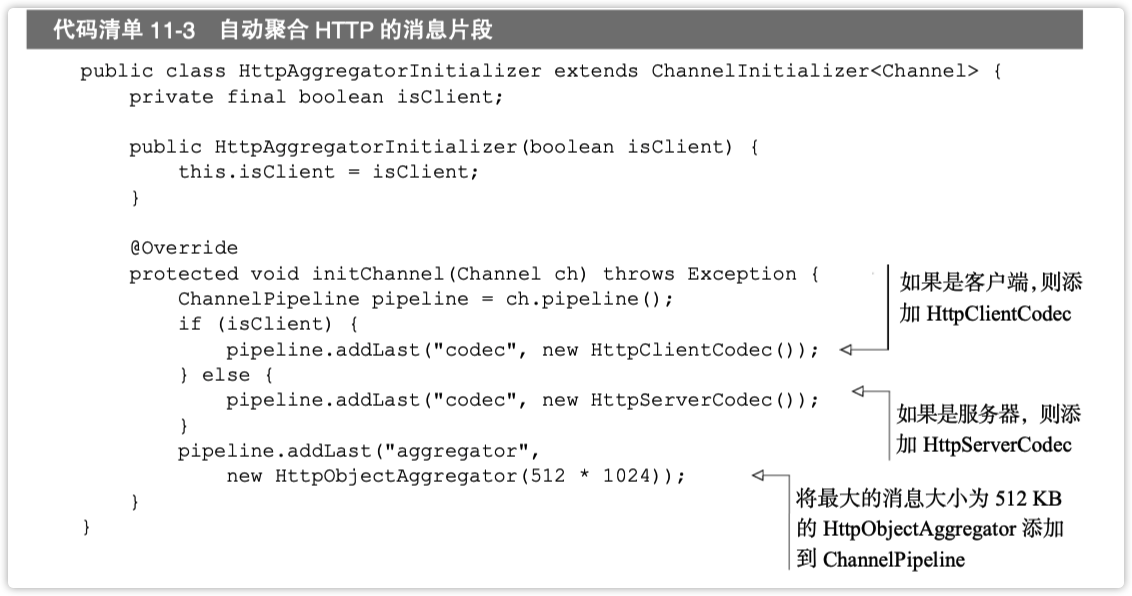 代码清单 11-3 自动聚合 HTTP 的消息片段
public class HttpAggregatorInitializer extends ChannelInitializer<Channel> {
    private final boolean isClient;
    public HttpAggregatorInitializer(boolean isClient) {
        this.isClient = isClient;
    }
    @Override
    protected void initChannel(Channel ch) throws Exception {
        ChannelPipeline pipeline = ch.pipeline();
        if (isClient) {
            pipeline.addLast("codec", new HttpClientCodec());
        } else {
            pipeline.addLast("codec", new HttpServerCodec());
        }
        pipeline.addLast("aggregator",
            new HttpObjectAggregator(512 * 1024));
    }
}
如果是客户端，则添
加 HttpClientCodec
如果是服务器，则添
加 HttpServerCodec
将最大的消息大小为 512 KB
的 HttpObjectAggregator 添加
到 ChannelPipeline